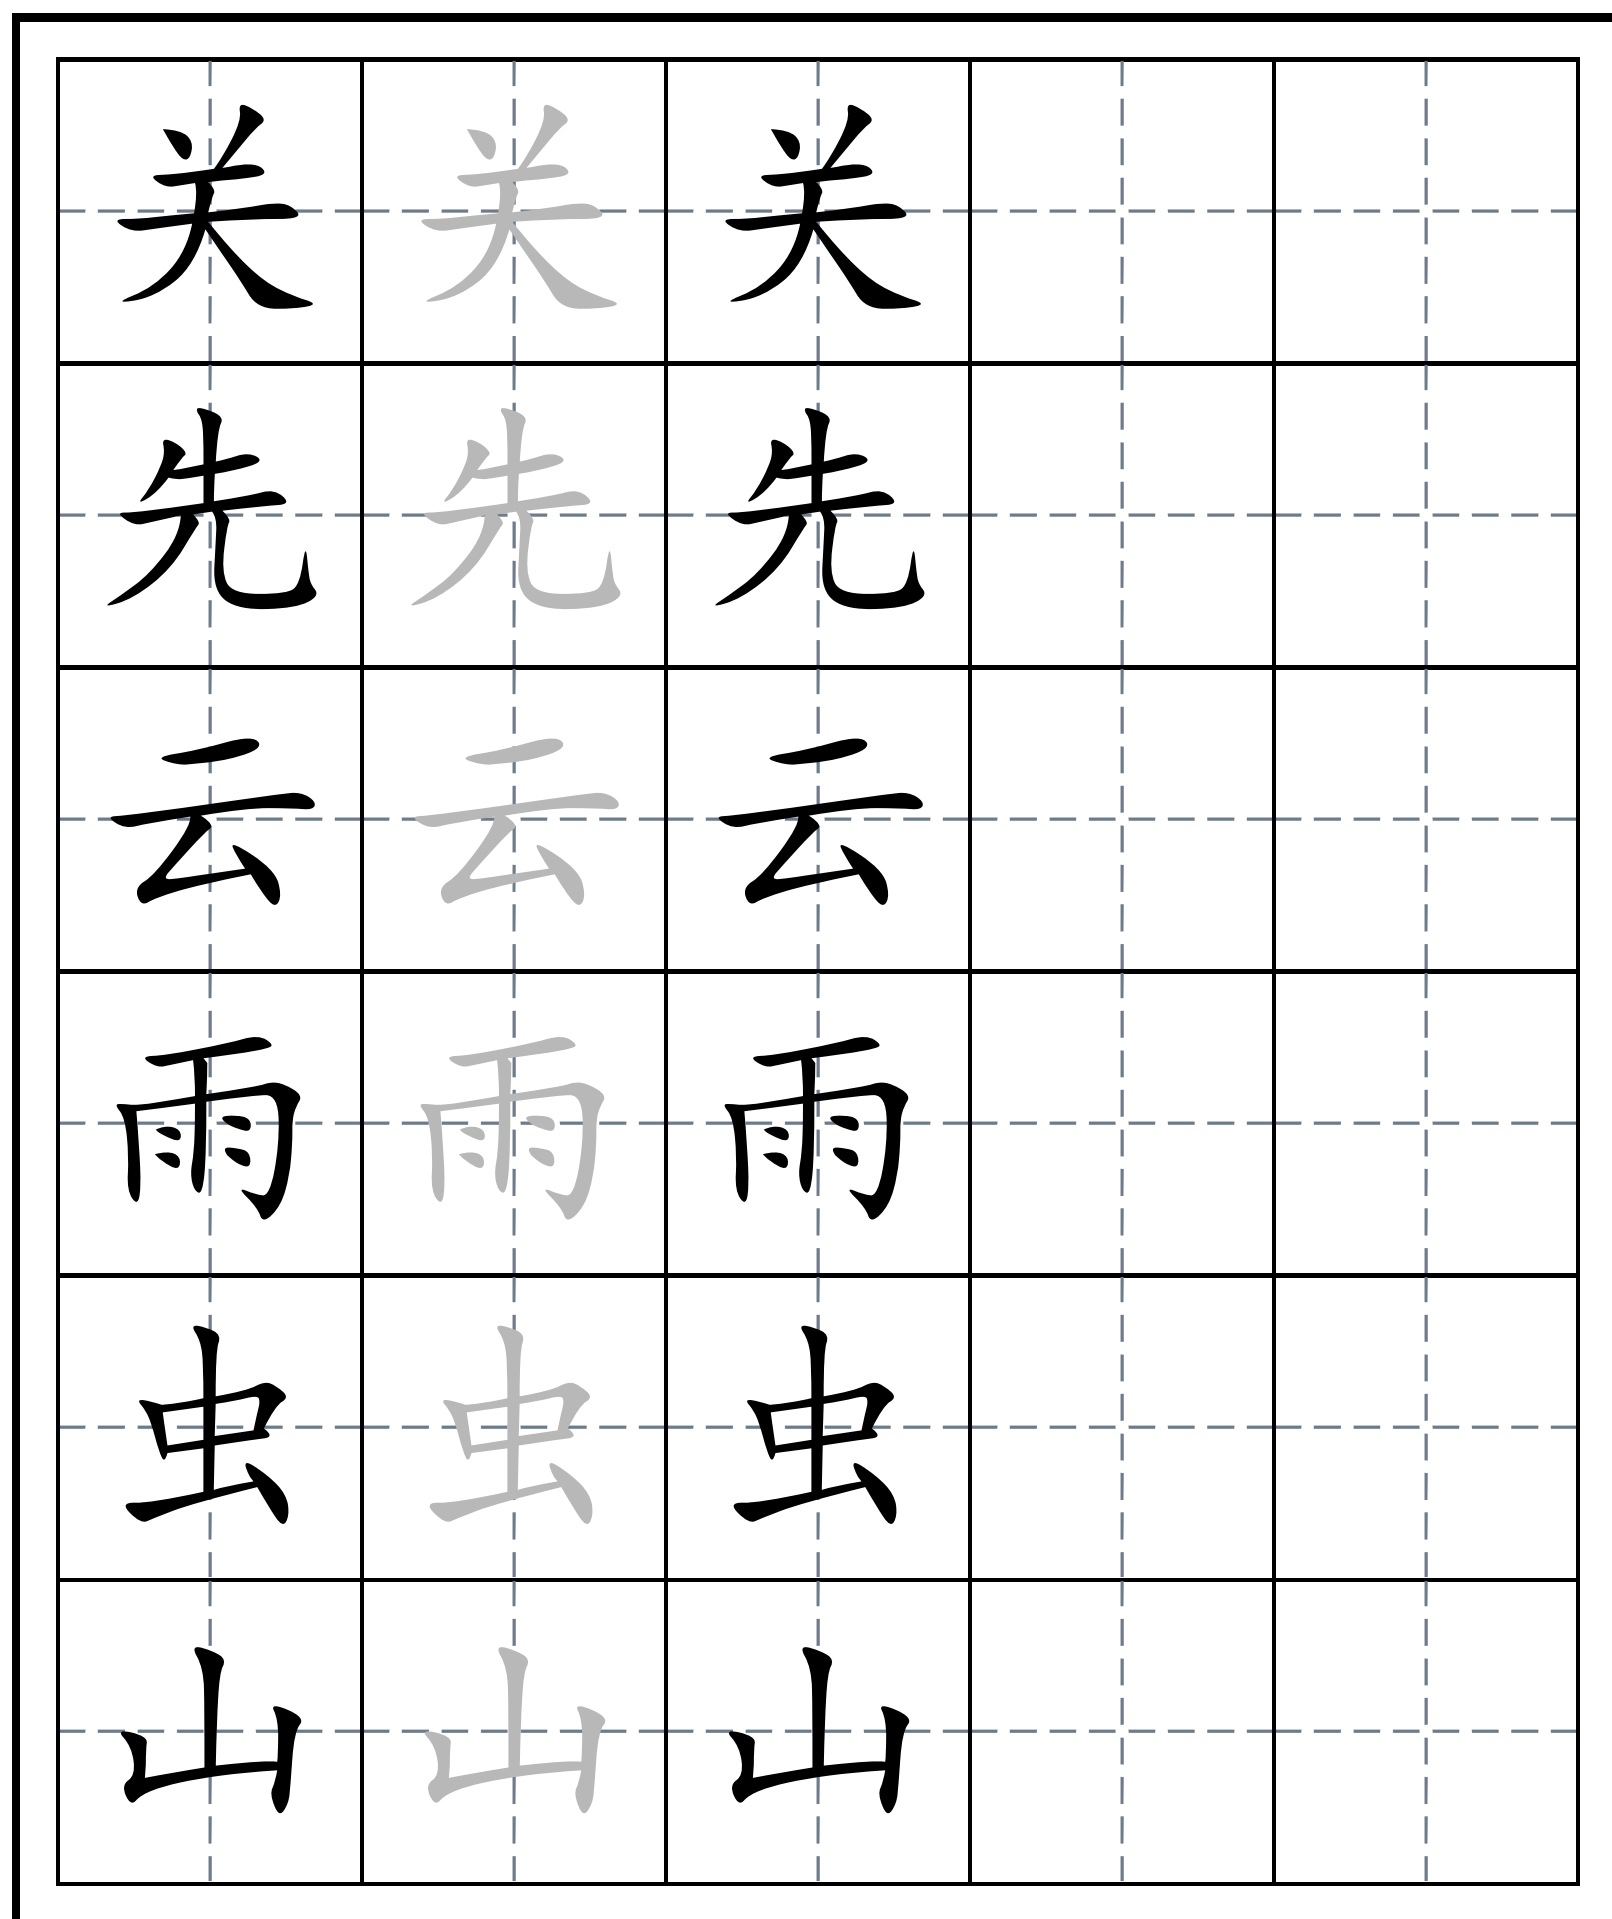 关 关 关
先 先 先
云 云 云
雨 雨 雨
虫 虫 虫
山 山 山